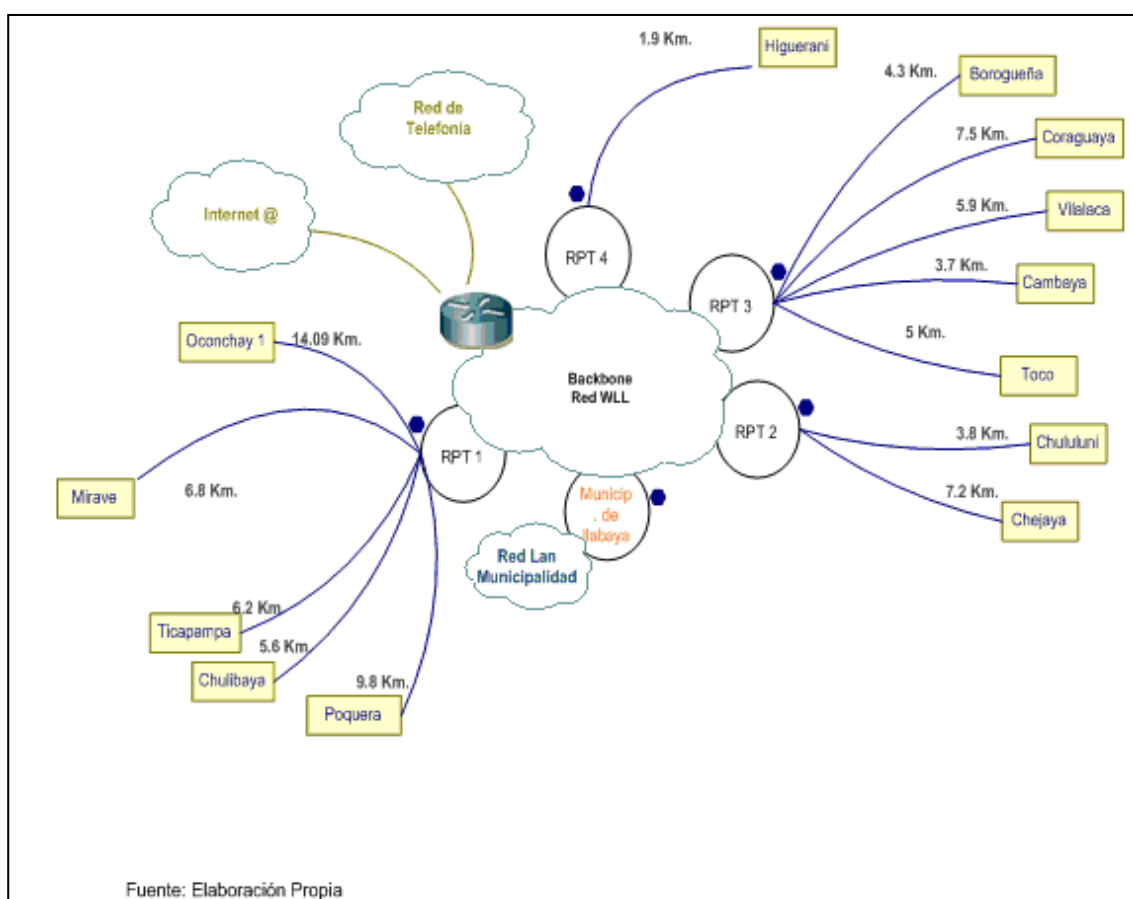 1.9 Km.
Higuerani
4.3 Km.
Borogueña
Red de
Telefonía
7.5 Km.
Coraguaya
Internet @
5.9 Km.
Vilalaca
RPT 4
3.7 Km.
Cambaya
RPT 3
Oconchay 1
14.09 Km.
5 Km.
Toco
Backbone
Red WLL
RPT 2
3.8 Km.
Chululuni
RPT 1
Mirave
6.8 Km.
7.2 Km.
Chejaya
Municip
. de
Ilabaya
Red Lan
Municipalidad
6.2 Km.
Ticapampa
5.6 Km.
Chulibaya
9.8 Km.
Poquera
Fuente: Elaboración Propia